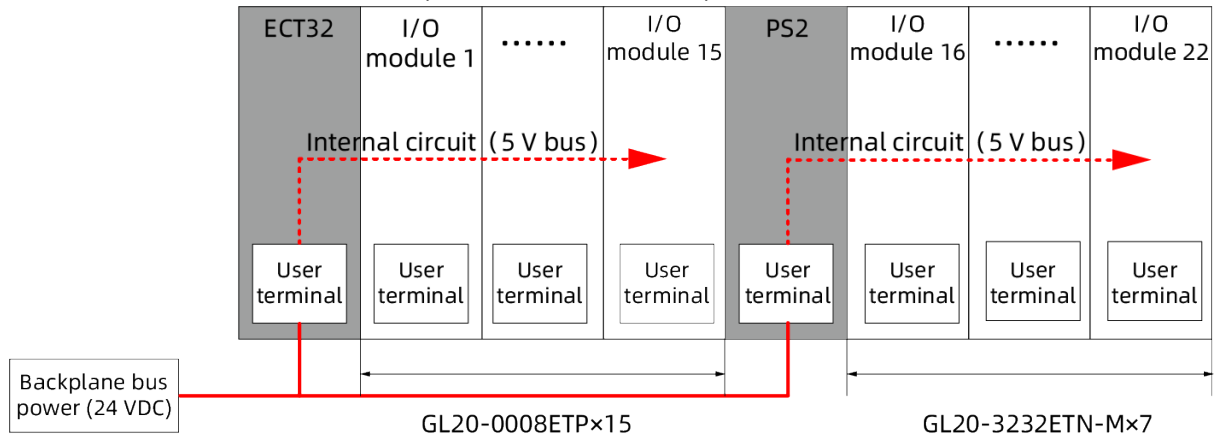 ECT32
I/O
module 1
······
I/O
module 15
PS2
I/O
module 16
······
I/O
module 22
Internal circuit (5 V bus)
Internal circuit (5 V bus)
User
terminal
User
terminal
User
terminal
User
terminal
User
terminal
User
terminal
User
terminal
User
terminal
Backplane bus
power (24 VDC)
GL20-0008ETP×15
GL20-3232ETN-M×7